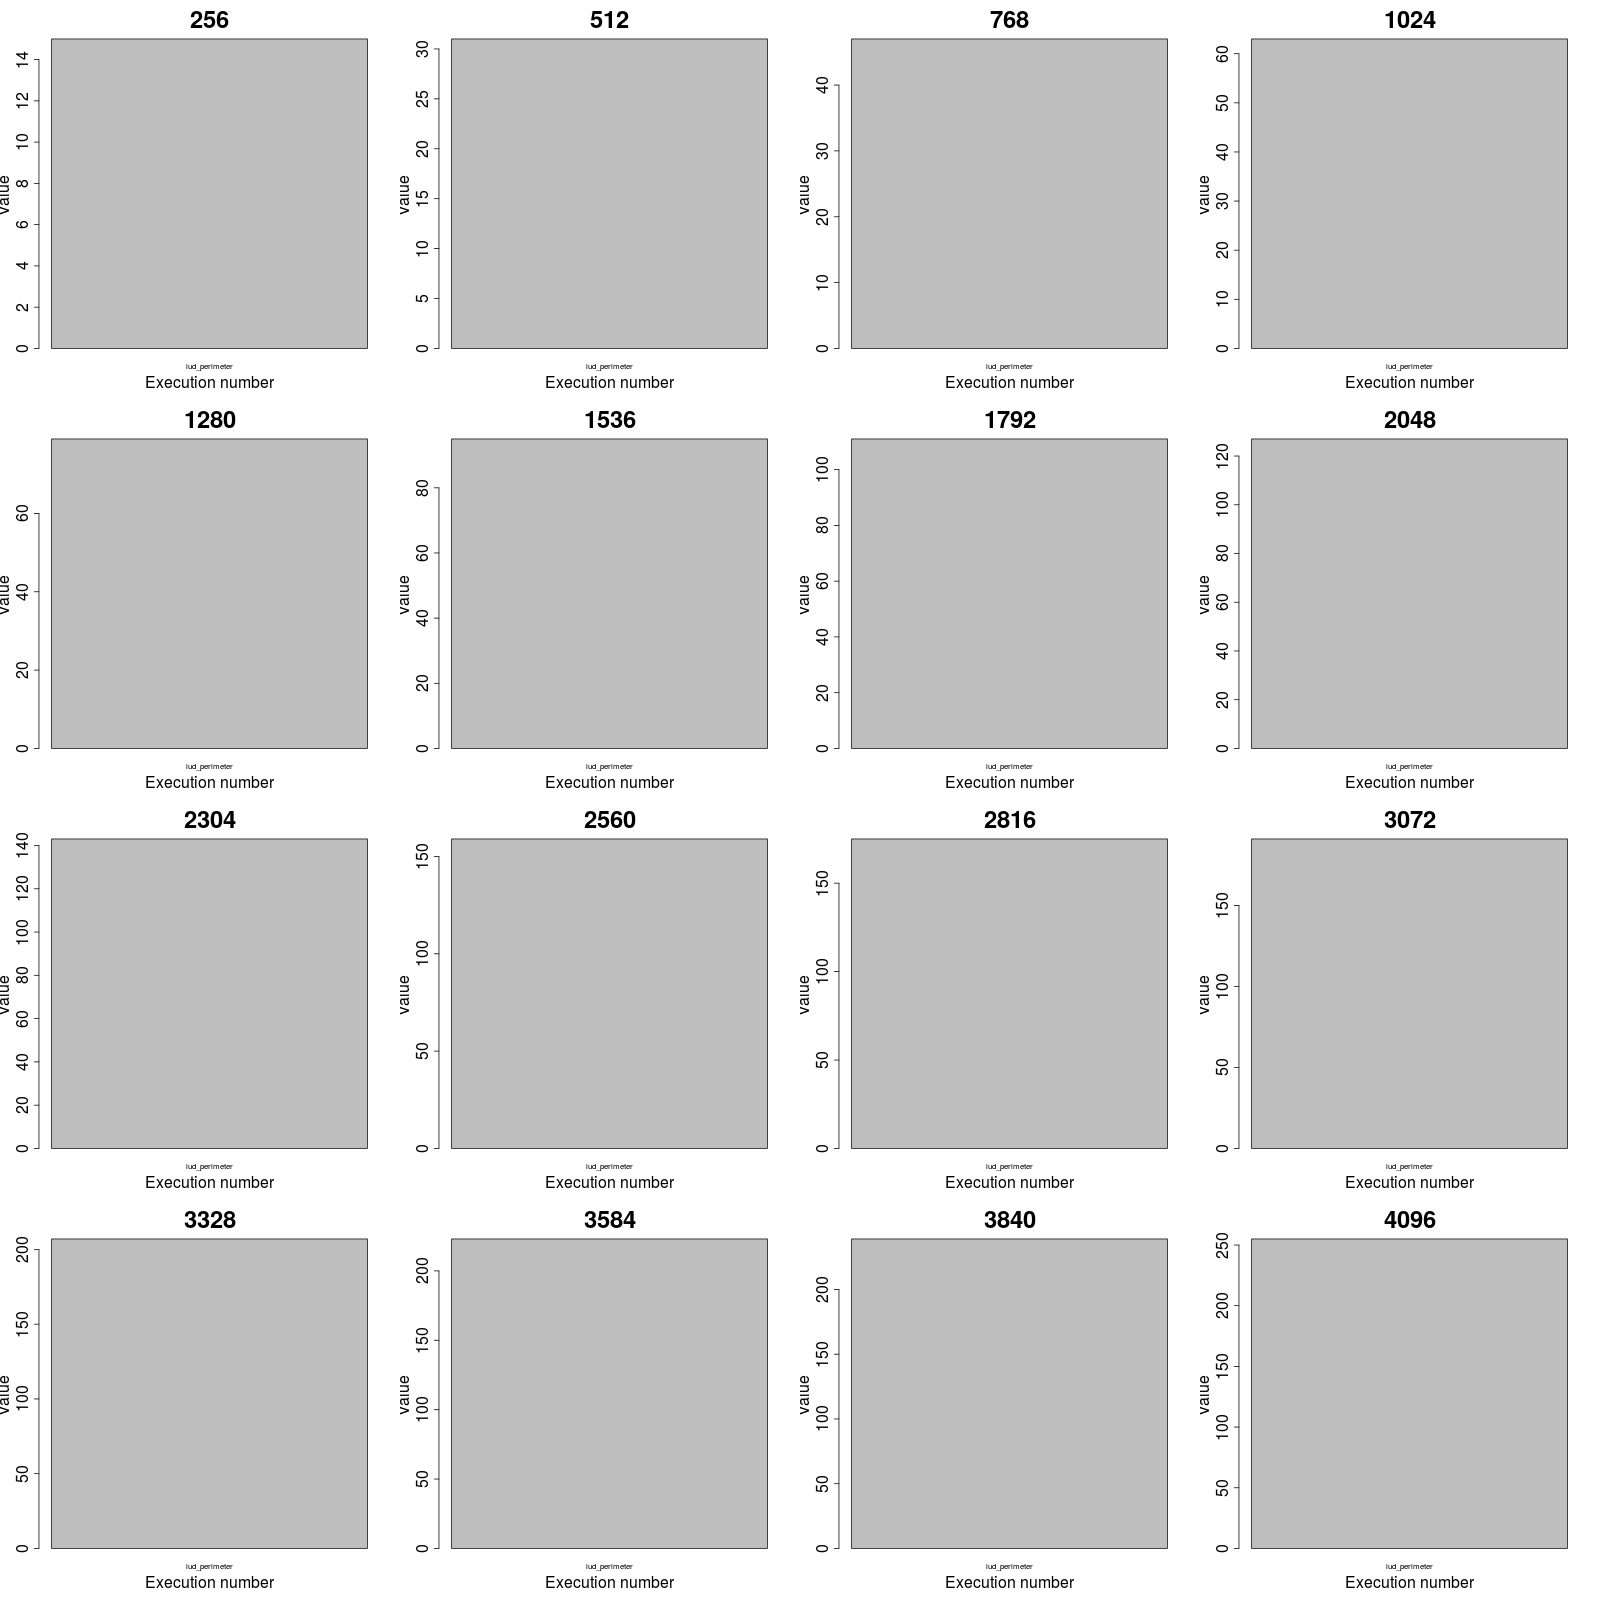 256
14
12
10
8
6
4
2
0
value
lud_perimeter
Execution number
512
30
25
20
15
10
5
0
value
lud_perimeter
Execution number
768
40
30
20
10
0
value
lud_perimeter
Execution number
1024
60
50
40
30
20
10
0
value
lud_perimeter
Execution number
1280
60
40
20
0
value
lud_perimeter
Execution number
1536
80
60
40
20
0
value
lud_perimeter
Execution number
1792
100
80
60
40
20
0
value
lud_perimeter
Execution number
2048
120
100
80
60
40
20
0
value
lud_perimeter
Execution number
2304
140
120
100
80
60
40
20
0
value
lud_perimeter
Execution number
2560
150
100
50
0
value
lud_perimeter
Execution number
2816
150
100
50
0
value
lud_perimeter
Execution number
3072
150
100
50
0
value
lud_perimeter
Execution number
3328
200
150
100
50
0
value
lud_perimeter
Execution number
3584
200
150
100
50
0
value
lud_perimeter
Execution number
3840
200
150
100
50
0
value
lud_perimeter
Execution number
4096
250
200
150
100
50
0
value
lud_perimeter
Execution number